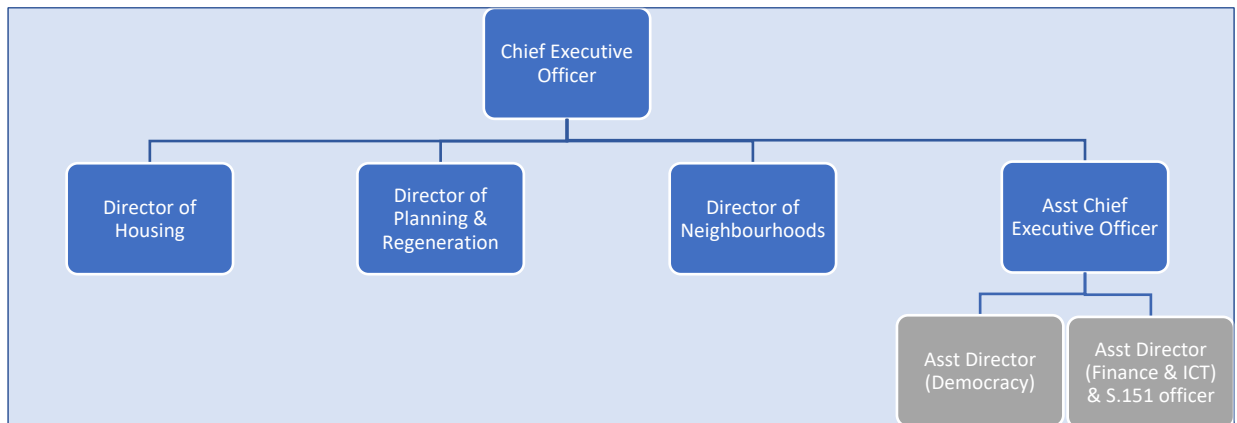 Chief Executive
Officer
Director of
Housing
Director of
Planning &
Regeneration
Director of
Neighbourhoods
Asst Chief
Executive Officer
Asst Director
(Democracy)
Asst Director
(Finance & ICT)
& S.151 officer